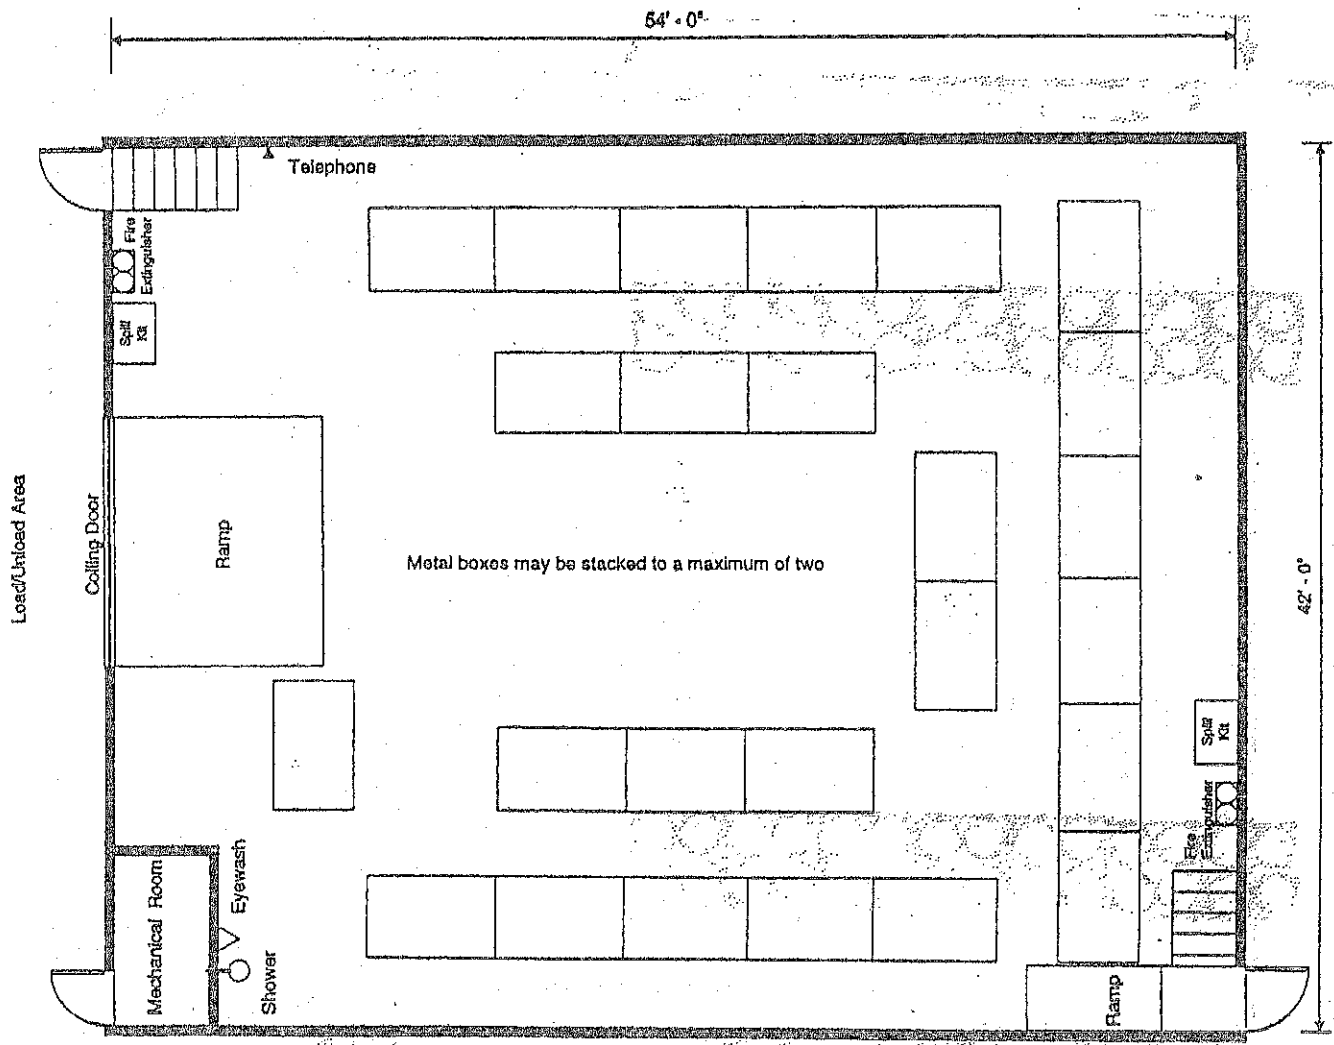 54' - 0"
Telephone
Fire
Extinguisher
Spill
Kit
Load/Unload Area
Coiling Door
Ramp
Metal boxes may be stacked to a maximum of two
42' - 0"
Spill
Kit
Fire
Extinguisher
Mechanical Room
Eyewash
Shower
Ramp